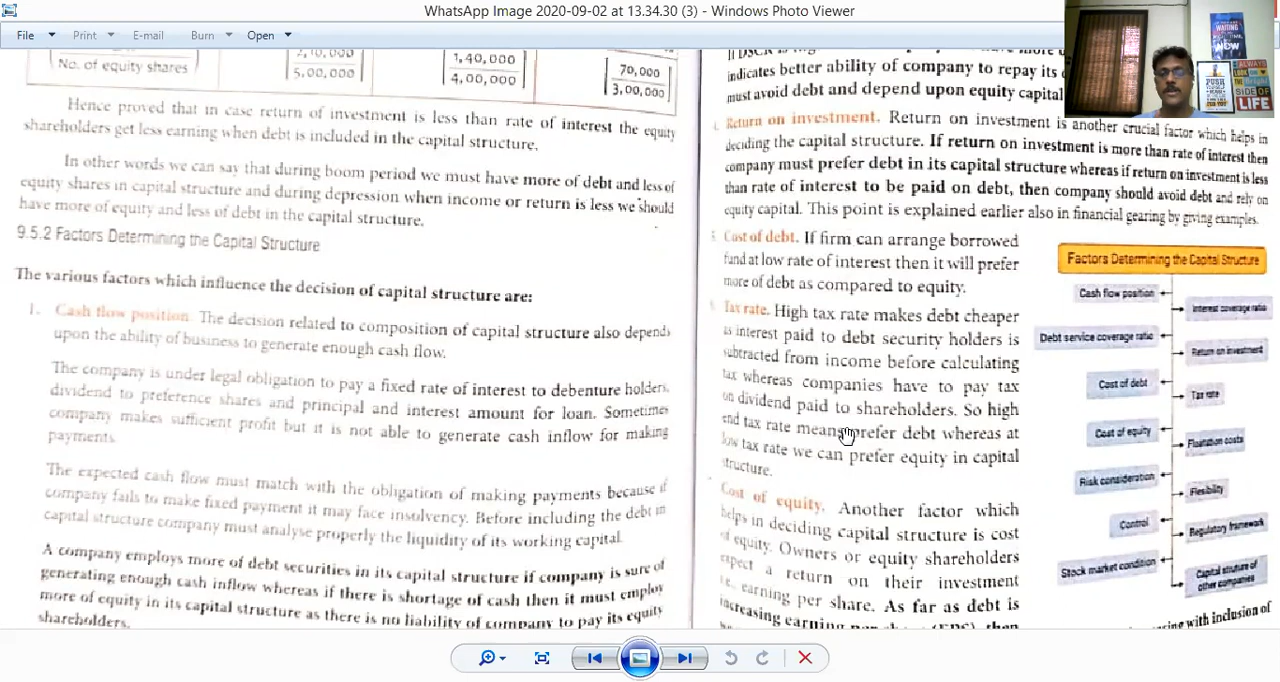 WhatsApp Image 2020-09-02 at 13.34.30 (3) - Windows Photo Viewer
File Print E-mail Burn Open
No. of equity shares
5,00,000
1,40,000
4,00,000
70,000
3,00,000
Hence proved that in case return of investment is less than rate of interest the equity
shareholders get less earning when debt is included in the capital structure.
In other words we can say that during boom period we must have more of debt and less of
equity shares in capital structure and during depression when income or return is less we should
have more of equity and less of debt in the capital structure.
9.5.2 Factors Determining the Capital Structure
The various factors which influence the decision of capital structure are:
1. Cash flow position. The decision related to composition of capital structure also depends
upon the ability of business to generate enough cash flow.
The company is under legal obligation to pay a fixed rate of interest to debenture holders,
dividend to preference shares and principal and interest amount for loan. Sometimes
company makes sufficient profit but it is not able to generate cash inflow for making
payments.
The expected cash flow must match with the obligation of making payments because if
company fails to make fixed payment it may face insolvency. Before including the debt in
capital structure company must analyse properly the liquidity of its working capital.
A company employs more of debt securities in its capital structure if company is sure of
generating enough cash inflow whereas if there is shortage of cash then it must employ
more of equity in its capital structure as there is no liability of company to pay its equity
shareholders.
indicates better ability of company to repay its
must avoid debt and depend upon equity capital
Return on investment. Return on investment is another crucial factor which helps in
deciding the capital structure. If return on investment is more than rate of interest then
company must prefer debt in its capital structure whereas if return on investment is less
than rate of interest to be paid on debt, then company should avoid debt and rely on
equity capital. This point is explained earlier also in financial gearing by giving examples.
Cost of debt. If firm can arrange borrowed
fund at low rate of interest then it will prefer
more of debt as compared to equity.
Tax rate. High tax rate makes debt cheaper
as interest paid to debt security holders is
subtracted from income before calculating
tax whereas companies have to pay tax
on dividend paid to shareholders. So high
end tax rate means prefer debt whereas at
low tax rate we can prefer equity in capital
structure.
Cost of equity. Another factor which
helps in deciding capital structure is cost
of equity. Owners or equity shareholders
expect a return on their investment
i.e., earning per share. As far as debt is
increasing earning per share (EPS), then
Factors Determining the Capital Structure
Cash flow position
Interest coverage ratio
Debt service coverage ratio
Return on investment
Cost of debt
Tax rate
Cost of equity
Floatation costs
Risk consideration
Flexibility
Control
Regulatory framework
Stock market condition
Capital structure of
other companies
with inclusion of
WAITING
NOW
PUSH
ALWAYS
LOOK ON
SIDE OF
LIFE